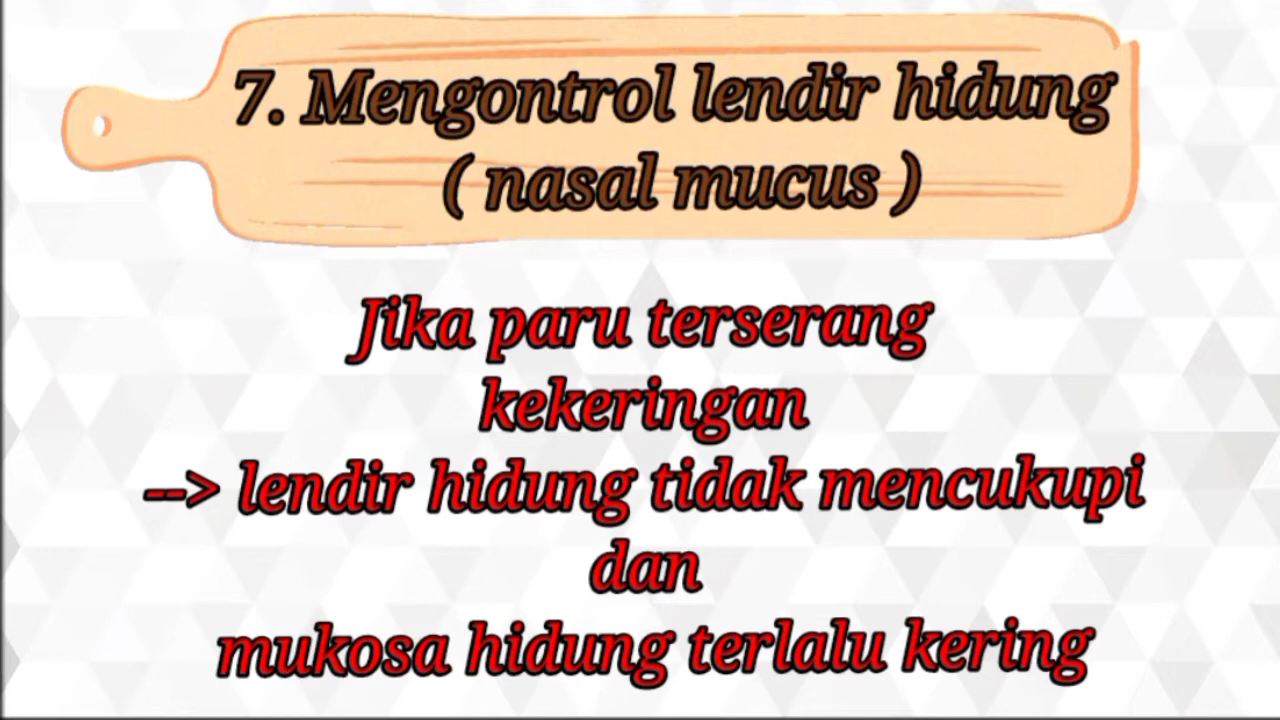 7. Mengontrol lendir hidung
( nasal mucus )
Jika paru terserang
kekeringan
--> lendir hidung tidak mencukupi
dan
mukosa hidung terlalu kering